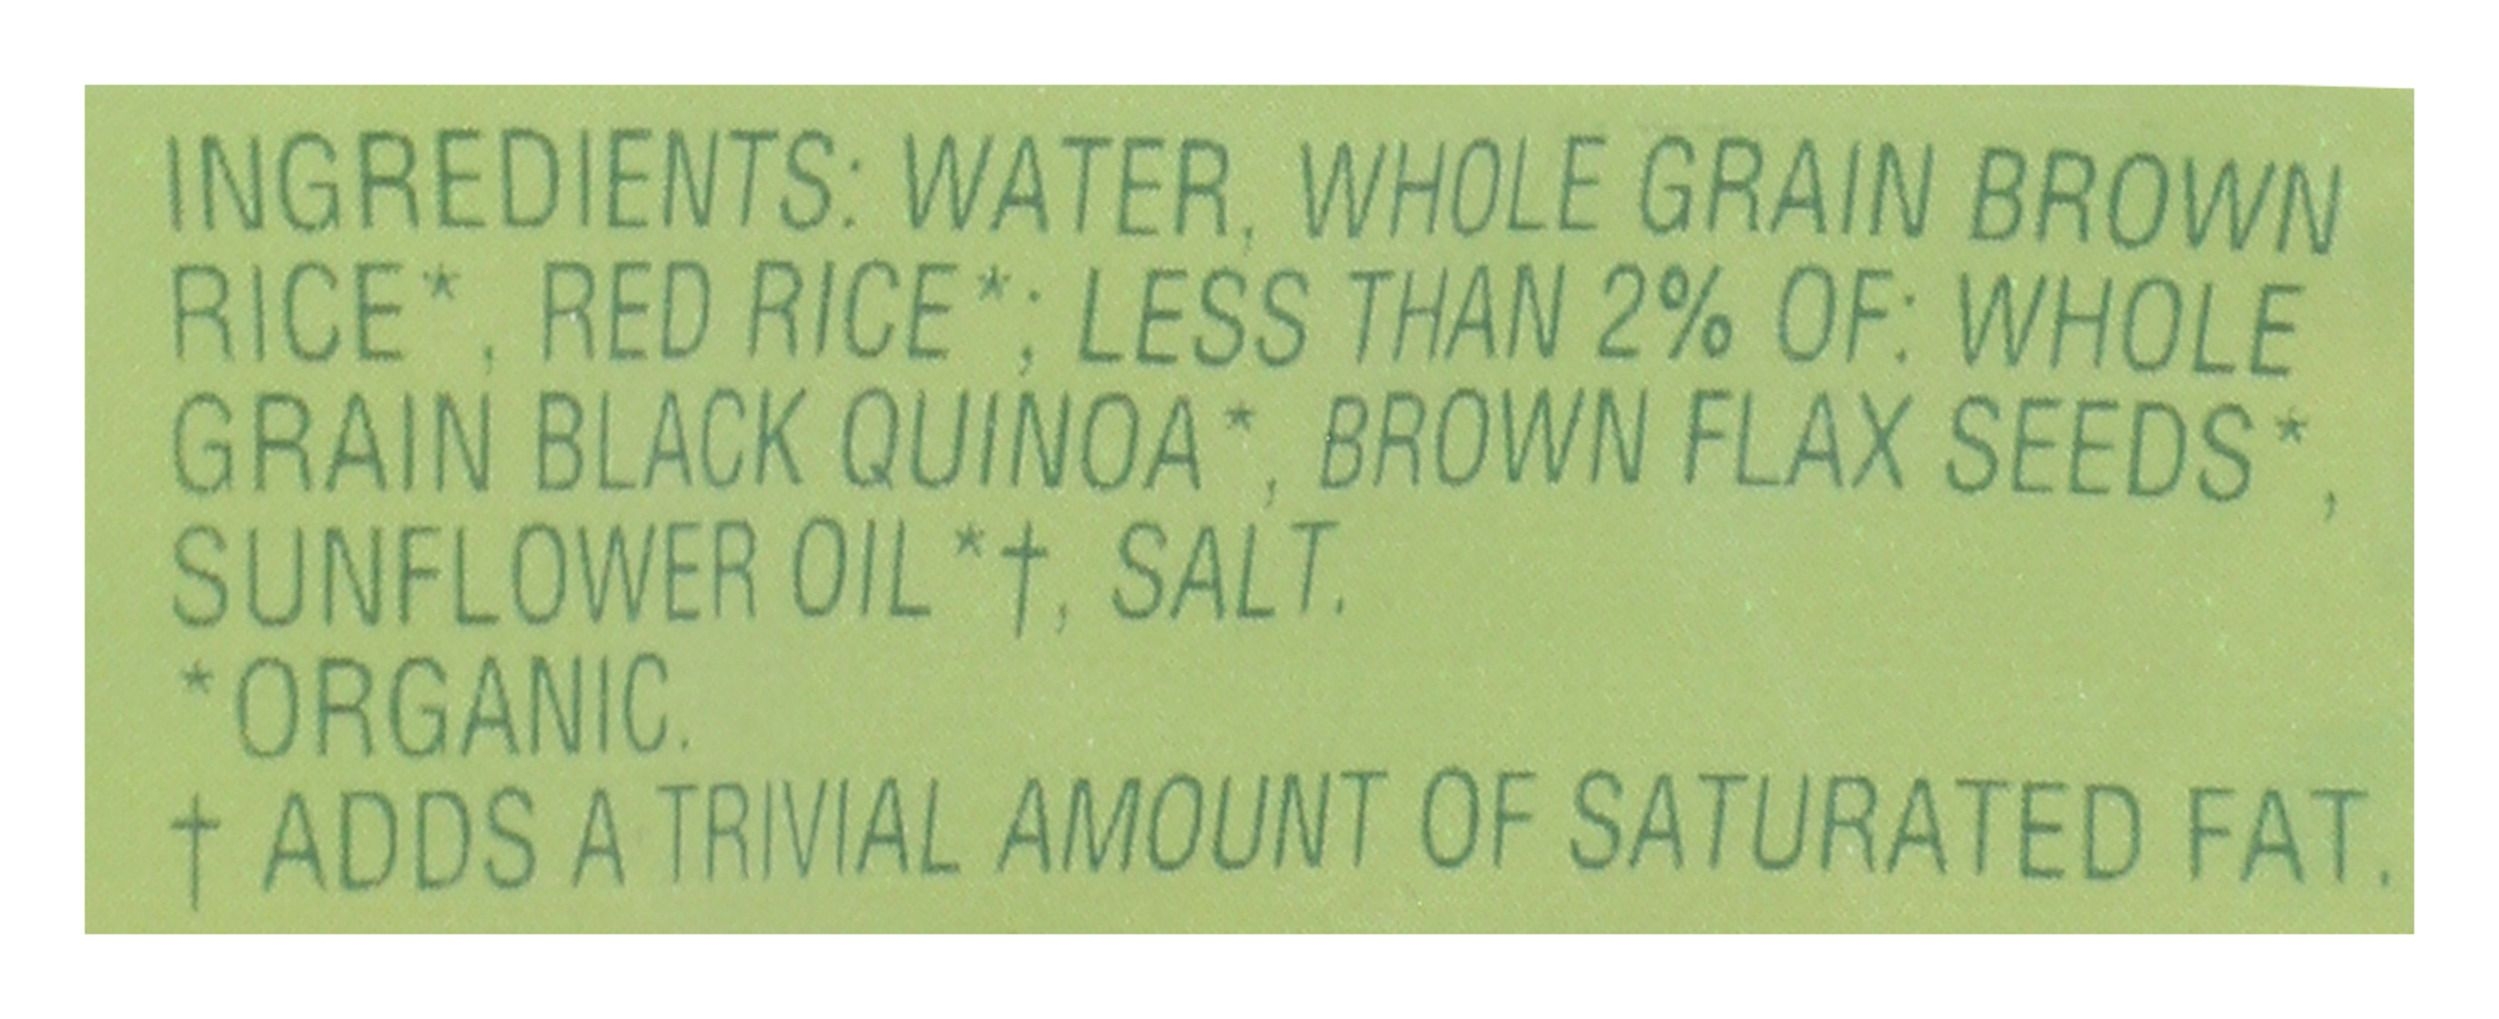 INGREDIENTS: WATER, WHOLE GRAIN BROWN
RICE*, RED RICE*; LESS THAN 2% OF: WHOLE
GRAIN BLACK QUINOA*, BROWN FLAX SEEDS*,
SUNFLOWER OIL*†, SALT.
*ORGANIC.
† ADDS A TRIVIAL AMOUNT OF SATURATED FAT.